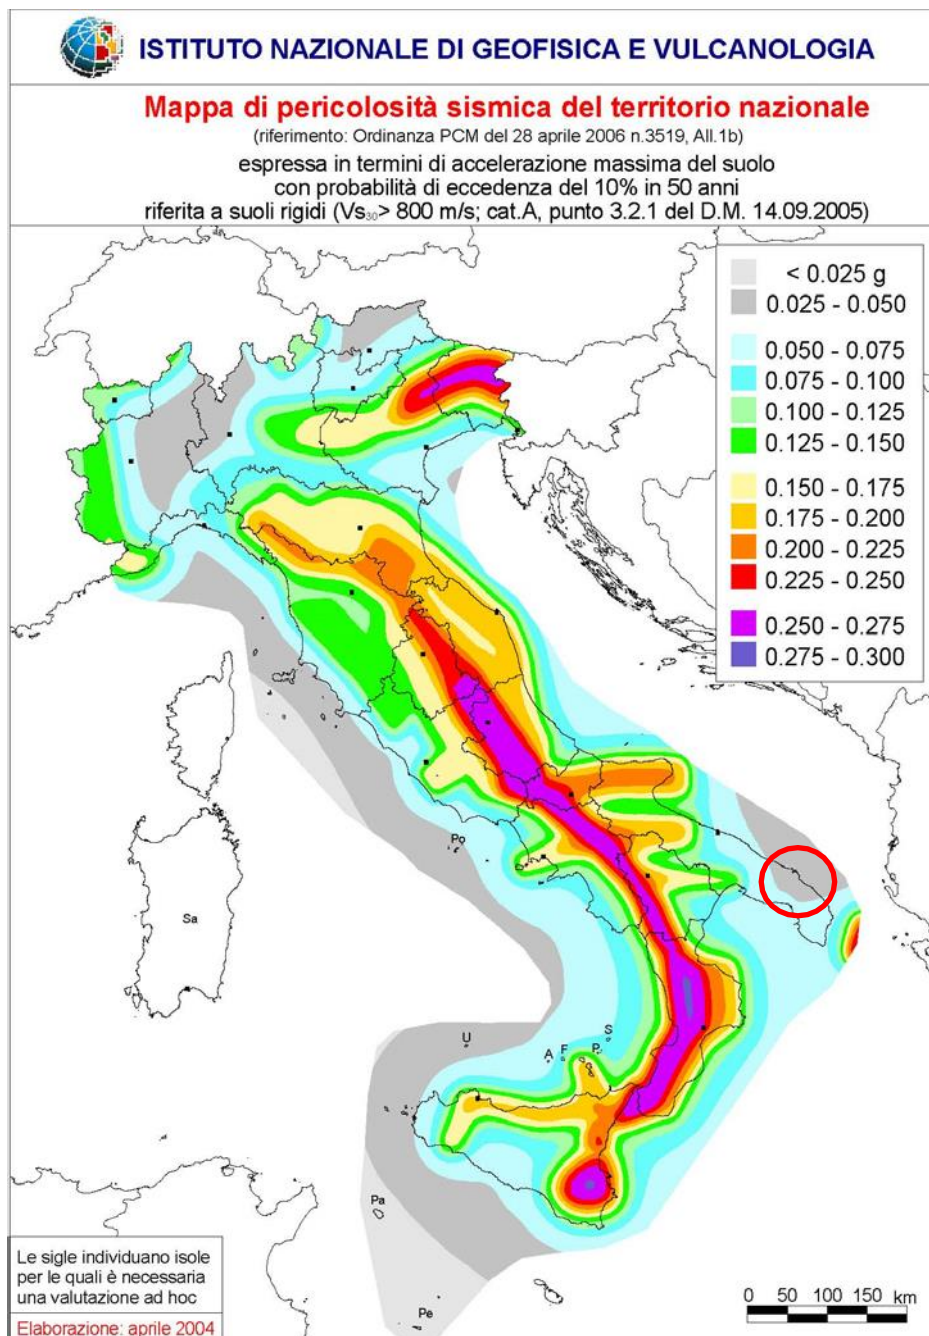 ISTITUTO NAZIONALE DI GEOFISICA E VULCANOLOGIA
Mappa di pericolosità sismica del territorio nazionale
(riferimento: Ordinanza PCM del 28 aprile 2006 n.3519, All.1b)
espressa in termini di accelerazione massima del suolo
con probabilità di eccedenza del 10% in 50 anni
riferita a suoli rigidi (Vs30> 800 m/s; cat.A, punto 3.2.1 del D.M. 14.09.2005)
< 0.025 g
0.025 - 0.050
0.050 - 0.075
0.075 - 0.100
0.100 - 0.125
0.125 - 0.150
0.150 - 0.175
0.175 - 0.200
0.200 - 0.225
0.225 - 0.250
0.250 - 0.275
0.275 - 0.300
Po
Sa
U
A
F
P
S
Pa
Pe
Le sigle individuano isole
per le quali è necessaria
una valutazione ad hoc
Elaborazione: aprile 2004
0 50 100 150 km